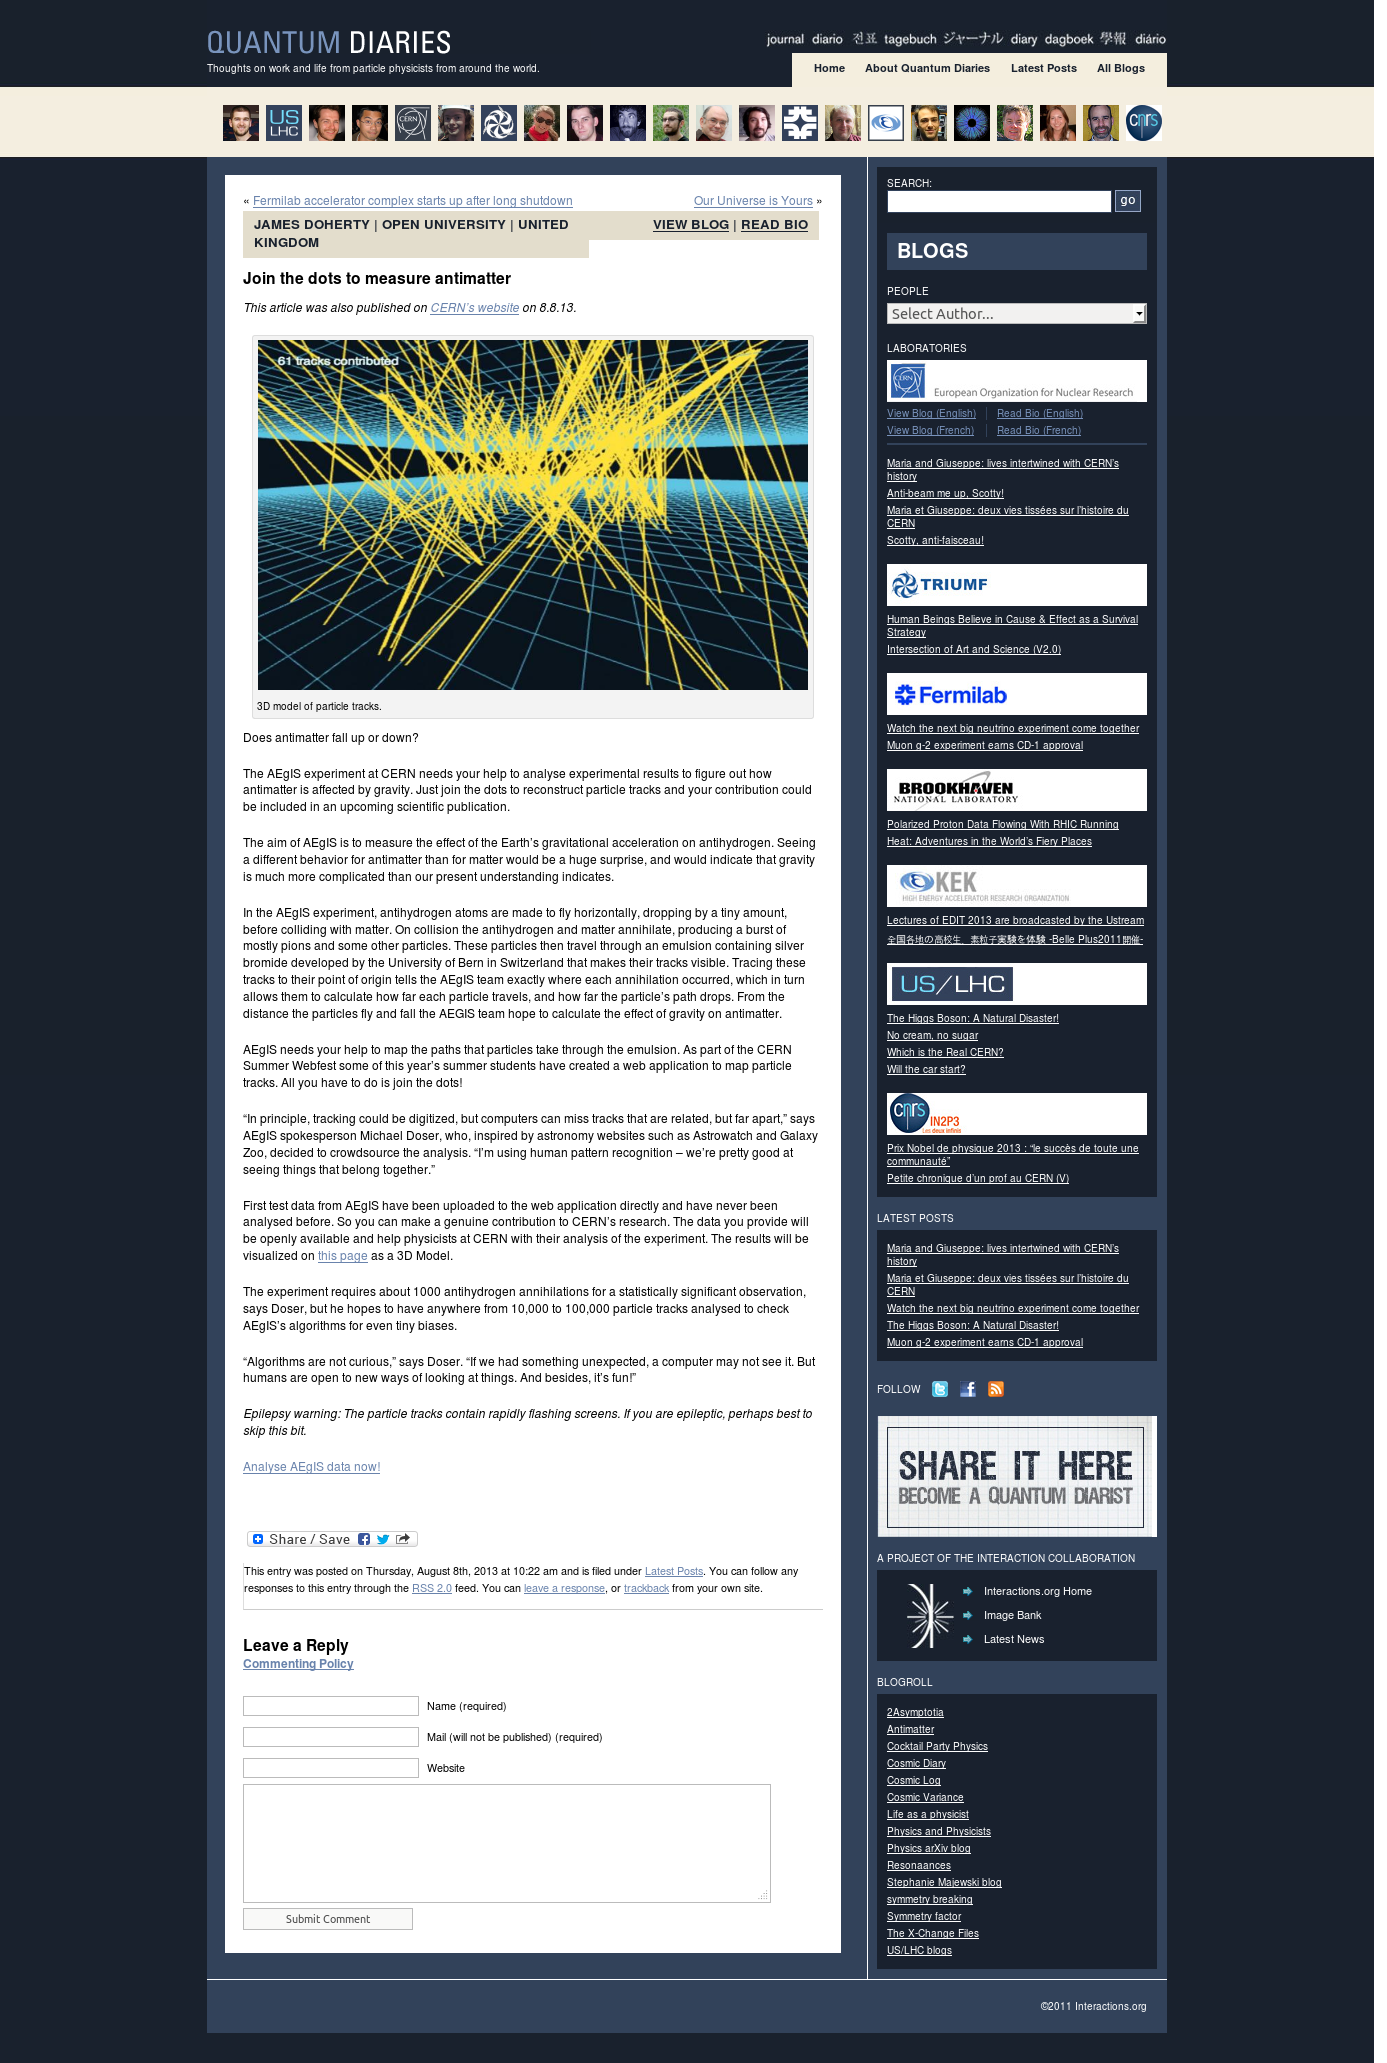 QUANTUM DIARIES
Thoughts on work and life from particle physicists from around the world.
journal diario 전표 tagebuch ジャーナル diary dagboek 學報 diário
Home About Quantum Diaries Latest Posts All Blogs
US
LHC
CERN
cnrs
« Fermilab accelerator complex starts up after long shutdown
Our Universe is Yours »
JAMES DOHERTY | OPEN UNIVERSITY | UNITED
KINGDOM
VIEW BLOG | READ BIO
Join the dots to measure antimatter
This article was also published on CERN's website on 8.8.13.
61 tracks contributed
3D model of particle tracks.
Does antimatter fall up or down?
The AEgIS experiment at CERN needs your help to analyse experimental results to figure out how
antimatter is affected by gravity. Just join the dots to reconstruct particle tracks and your contribution could
be included in an upcoming scientific publication.
The aim of AEgIS is to measure the effect of the Earth's gravitational acceleration on antihydrogen. Seeing
a different behavior for antimatter than for matter would be a huge surprise, and would indicate that gravity
is much more complicated than our present understanding indicates.
In the AEgIS experiment, antihydrogen atoms are made to fly horizontally, dropping by a tiny amount,
before colliding with matter. On collision the antihydrogen and matter annihilate, producing a burst of
mostly pions and some other particles. These particles then travel through an emulsion containing silver
bromide developed by the University of Bern in Switzerland that makes their tracks visible. Tracing these
tracks to their point of origin tells the AEgIS team exactly where each annihilation occurred, which in turn
allows them to calculate how far each particle travels, and how far the particle's path drops. From the
distance the particles fly and fall the AEGIS team hope to calculate the effect of gravity on antimatter.
AEgIS needs your help to map the paths that particles take through the emulsion. As part of the CERN
Summer Webfest some of this year's summer students have created a web application to map particle
tracks. All you have to do is join the dots!
“In principle, tracking could be digitized, but computers can miss tracks that are related, but far apart,” says
AEgIS spokesperson Michael Doser, who, inspired by astronomy websites such as Astrowatch and Galaxy
Zoo, decided to crowdsource the analysis. “I'm using human pattern recognition – we're pretty good at
seeing things that belong together.”
First test data from AEgIS have been uploaded to the web application directly and have never been
analysed before. So you can make a genuine contribution to CERN's research. The data you provide will
be openly available and help physicists at CERN with their analysis of the experiment. The results will be
visualized on this page as a 3D Model.
The experiment requires about 1000 antihydrogen annihilations for a statistically significant observation,
says Doser, but he hopes to have anywhere from 10,000 to 100,000 particle tracks analysed to check
AEgIS's algorithms for even tiny biases.
“Algorithms are not curious,” says Doser. “If we had something unexpected, a computer may not see it. But
humans are open to new ways of looking at things. And besides, it's fun!”
Epilepsy warning: The particle tracks contain rapidly flashing screens. If you are epileptic, perhaps best to
skip this bit.
Analyse AEgIS data now!
Share / Save
This entry was posted on Thursday, August 8th, 2013 at 10:22 am and is filed under Latest Posts. You can follow any
responses to this entry through the RSS 2.0 feed. You can leave a response, or trackback from your own site.
Leave a Reply
Commenting Policy
Name (required)
Mail (will not be published) (required)
Website
Submit Comment
SEARCH:
go
BLOGS
PEOPLE
Select Author...
LABORATORIES
CERN European Organization for Nuclear Research
View Blog (English) Read Bio (English)
View Blog (French) Read Bio (French)
Maria and Giuseppe: lives intertwined with CERN's
history
Anti-beam me up, Scotty!
Maria et Giuseppe: deux vies tissées sur l'histoire du
CERN
Scotty, anti-faisceau!
TRIUMF
Human Beings Believe in Cause & Effect as a Survival
Strategy
Intersection of Art and Science (V2.0)
Fermilab
Watch the next big neutrino experiment come together
Muon g-2 experiment earns CD-1 approval
BROOKHAVEN
NATIONAL LABORATORY
Polarized Proton Data Flowing With RHIC Running
Heat: Adventures in the World's Fiery Places
KEK
HIGH ENERGY ACCELERATOR RESEARCH ORGANIZATION
Lectures of EDIT 2013 are broadcasted by the Ustream
全国各地の高校生、素粒子実験を体験 -Belle Plus2011開催-
US/LHC
The Higgs Boson: A Natural Disaster!
No cream, no sugar
Which is the Real CERN?
Will the car start?
cnrs
IN2P3
Les deux infinis
Prix Nobel de physique 2013 : “le succès de toute une
communauté”
Petite chronique d'un prof au CERN (V)
LATEST POSTS
Maria and Giuseppe: lives intertwined with CERN's
history
Maria et Giuseppe: deux vies tissées sur l'histoire du
CERN
Watch the next big neutrino experiment come together
The Higgs Boson: A Natural Disaster!
Muon g-2 experiment earns CD-1 approval
FOLLOW
SHARE IT HERE
BECOME A QUANTUM DIARIST
A PROJECT OF THE INTERACTION COLLABORATION
Interactions.org Home
Image Bank
Latest News
BLOGROLL
2Asymptotia
Antimatter
Cocktail Party Physics
Cosmic Diary
Cosmic Log
Cosmic Variance
Life as a physicist
Physics and Physicists
Physics arXiv blog
Resonaances
Stephanie Majewski blog
symmetry breaking
Symmetry factor
The X-Change Files
US/LHC blogs
©2011 Interactions.org